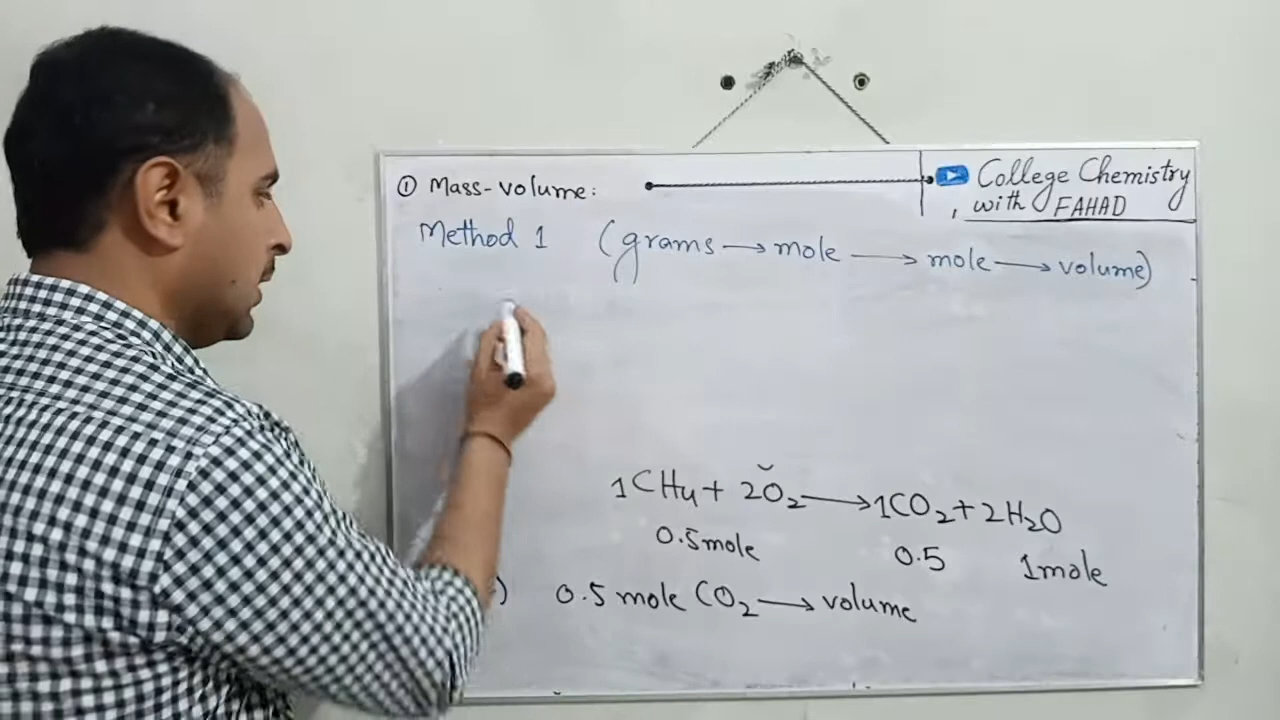 ① Mass-volume:
College Chemistry
with FAHAD
Method 1 (grams → mole → mole → volume)
1CH4 + 2O₂ → 1CO₂ + 2H₂O
0.5mole 0.5 1mole
) 0.5 mole CO₂ → volume